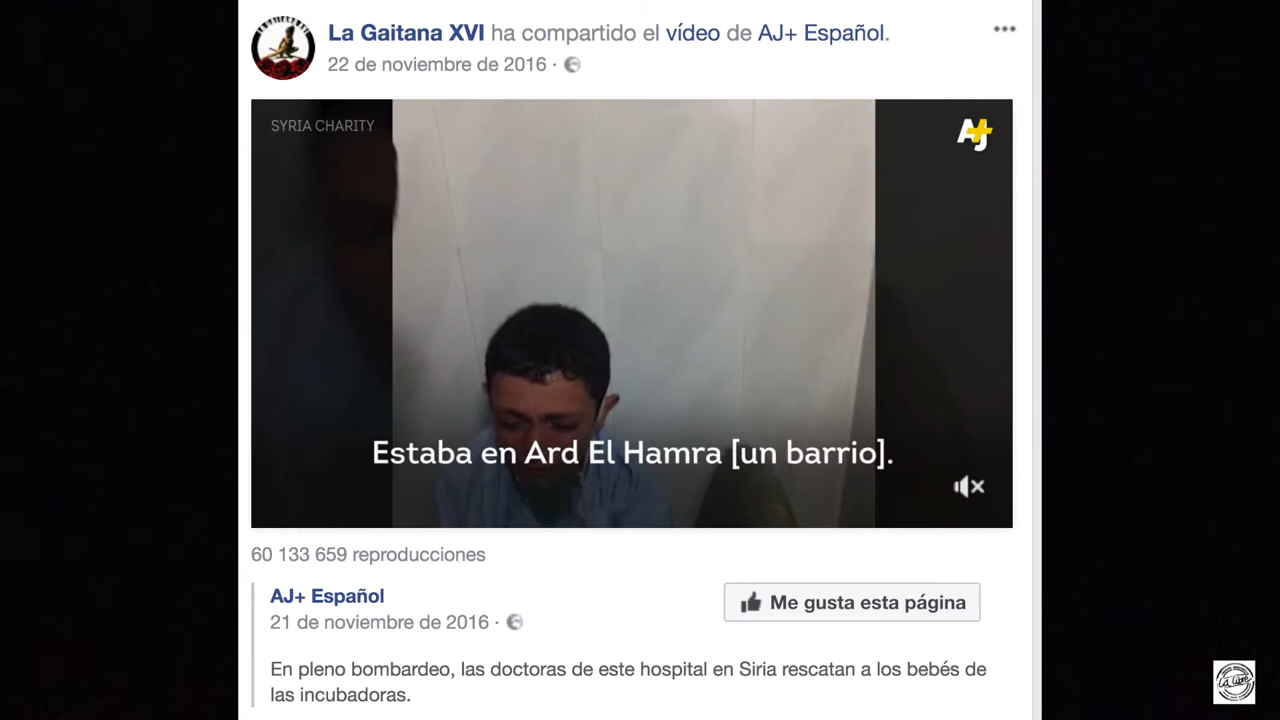 La Gaitana XVI ha compartido el vídeo de AJ+ Español.
22 de noviembre de 2016 ·
SYRIA CHARITY
AJ+
Estaba en Ard El Hamra [un barrio].
60 133 659 reproducciones
AJ+ Español
Me gusta esta página
21 de noviembre de 2016 ·
En pleno bombardeo, las doctoras de este hospital en Siria rescatan a los bebés de
las incubadoras.